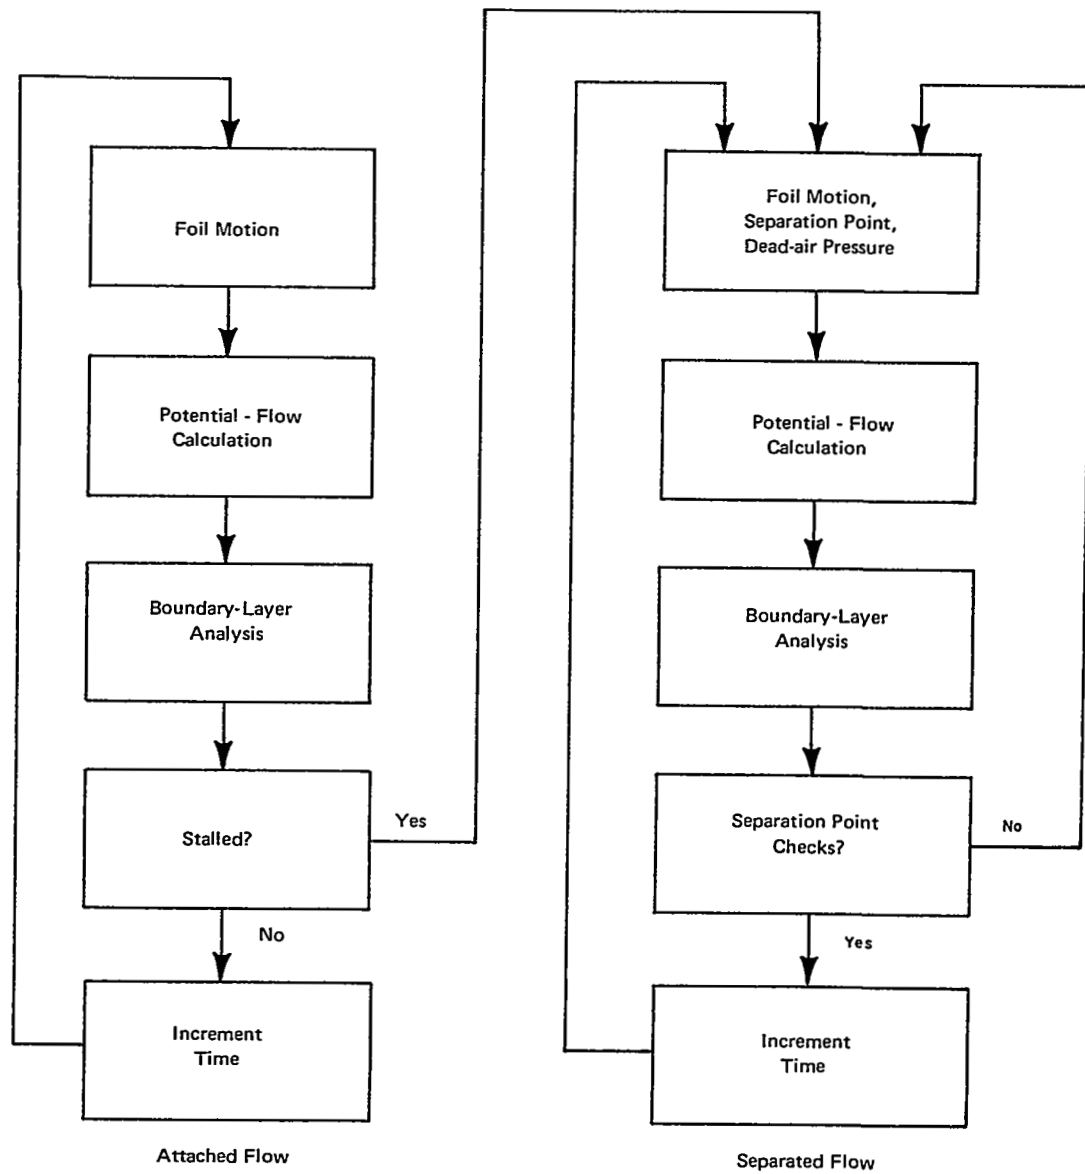 Foil Motion
Potential - Flow
Calculation
Boundary-Layer
Analysis
Stalled?
Yes
No
Increment
Time
Attached Flow
Foil Motion,
Separation Point,
Dead-air Pressure
Potential - Flow
Calculation
Boundary-Layer
Analysis
Separation Point
Checks?
No
Yes
Increment
Time
Separated Flow